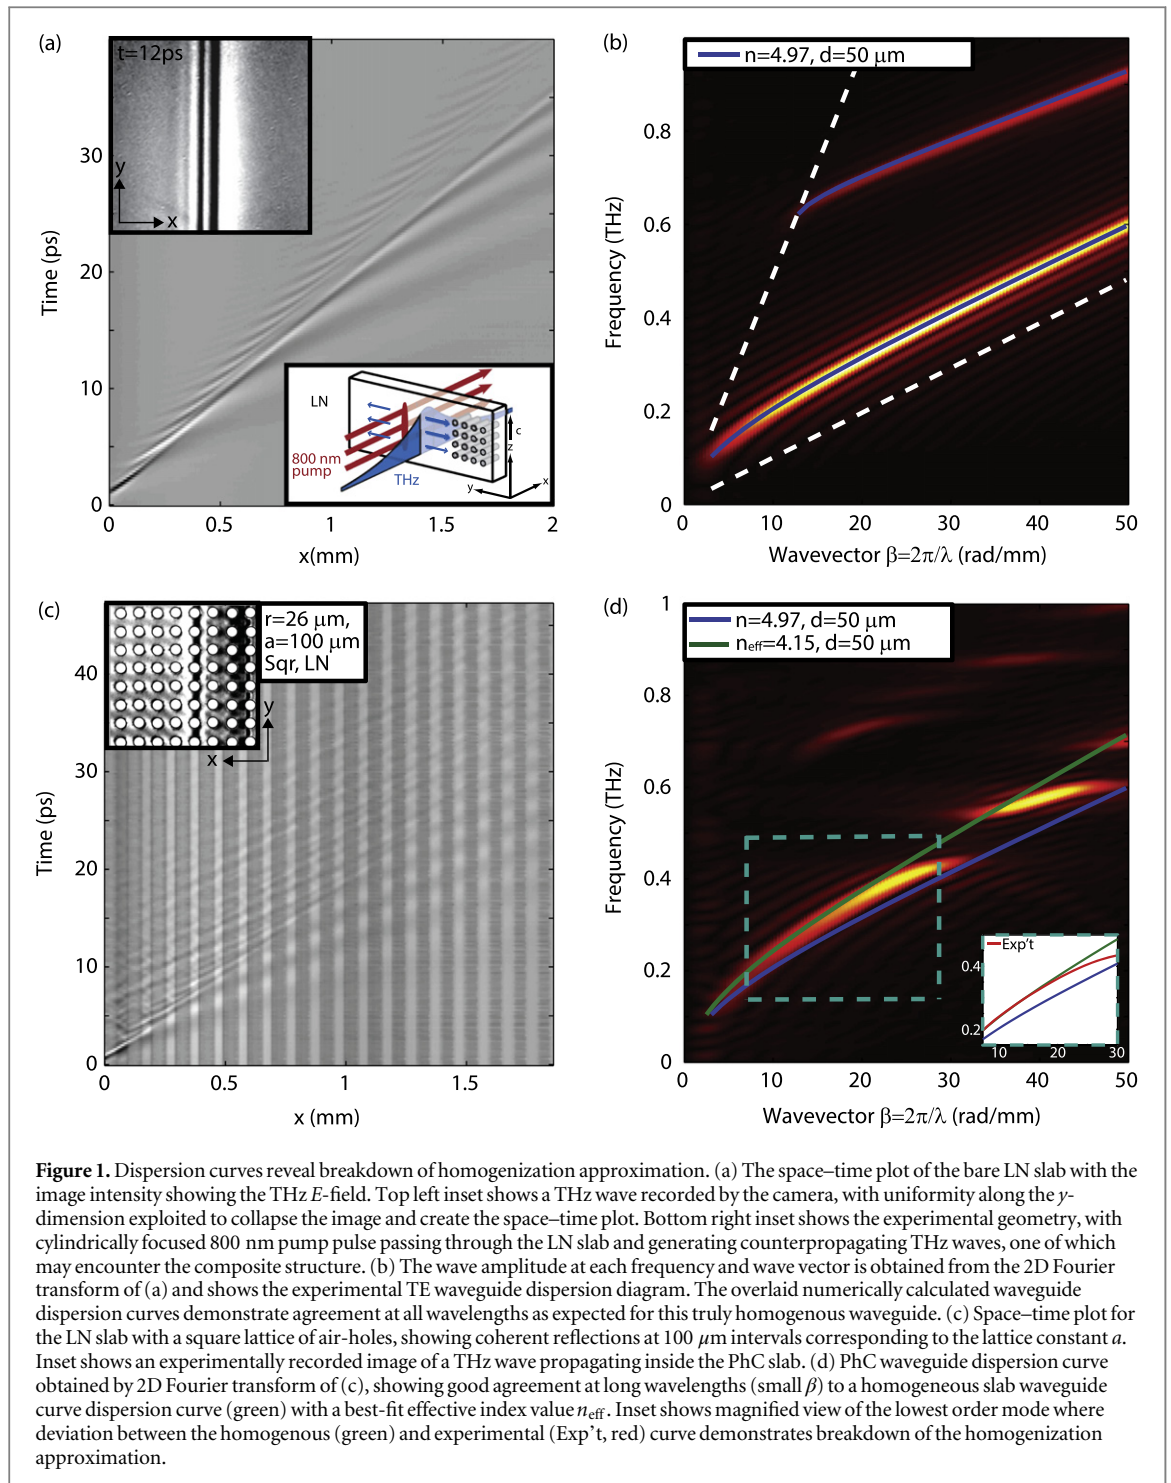 (a)
t=12ps
y
x
LN
800 nm
pump
THz
c
z
y
x
Time (ps)
30
20
10
0
0 0.5 1 1.5 2
x(mm)
(b)
n=4.97, d=50 μm
Frequency (THz)
0.8
0.6
0.4
0.2
0
0 10 20 30 40 50
Wavevector β=2π/λ (rad/mm)
(c)
r=26 μm,
a=100 μm
Sqr, LN
y
x
Time (ps)
40
30
20
10
0
0 0.5 1 1.5
x (mm)
(d)
n=4.97, d=50 μm
neff=4.15, d=50 μm
Frequency (THz)
1
0.8
0.6
0.4
0.2
0
Exp't
0.4
0.2
10 20 30
0 10 20 30 40 50
Wavevector β=2π/λ (rad/mm)
Figure 1. Dispersion curves reveal breakdown of homogenization approximation. (a) The space–time plot of the bare LN slab with the
image intensity showing the THz E-field. Top left inset shows a THz wave recorded by the camera, with uniformity along the y-
dimension exploited to collapse the image and create the space–time plot. Bottom right inset shows the experimental geometry, with
cylindrically focused 800 nm pump pulse passing through the LN slab and generating counterpropagating THz waves, one of which
may encounter the composite structure. (b) The wave amplitude at each frequency and wave vector is obtained from the 2D Fourier
transform of (a) and shows the experimental TE waveguide dispersion diagram. The overlaid numerically calculated waveguide
dispersion curves demonstrate agreement at all wavelengths as expected for this truly homogenous waveguide. (c) Space–time plot for
the LN slab with a square lattice of air-holes, showing coherent reflections at 100 μm intervals corresponding to the lattice constant a.
Inset shows an experimentally recorded image of a THz wave propagating inside the PhC slab. (d) PhC waveguide dispersion curve
obtained by 2D Fourier transform of (c), showing good agreement at long wavelengths (small β) to a homogeneous slab waveguide
curve dispersion curve (green) with a best-fit effective index value neff. Inset shows magnified view of the lowest order mode where
deviation between the homogenous (green) and experimental (Exp't, red) curve demonstrates breakdown of the homogenization
approximation.